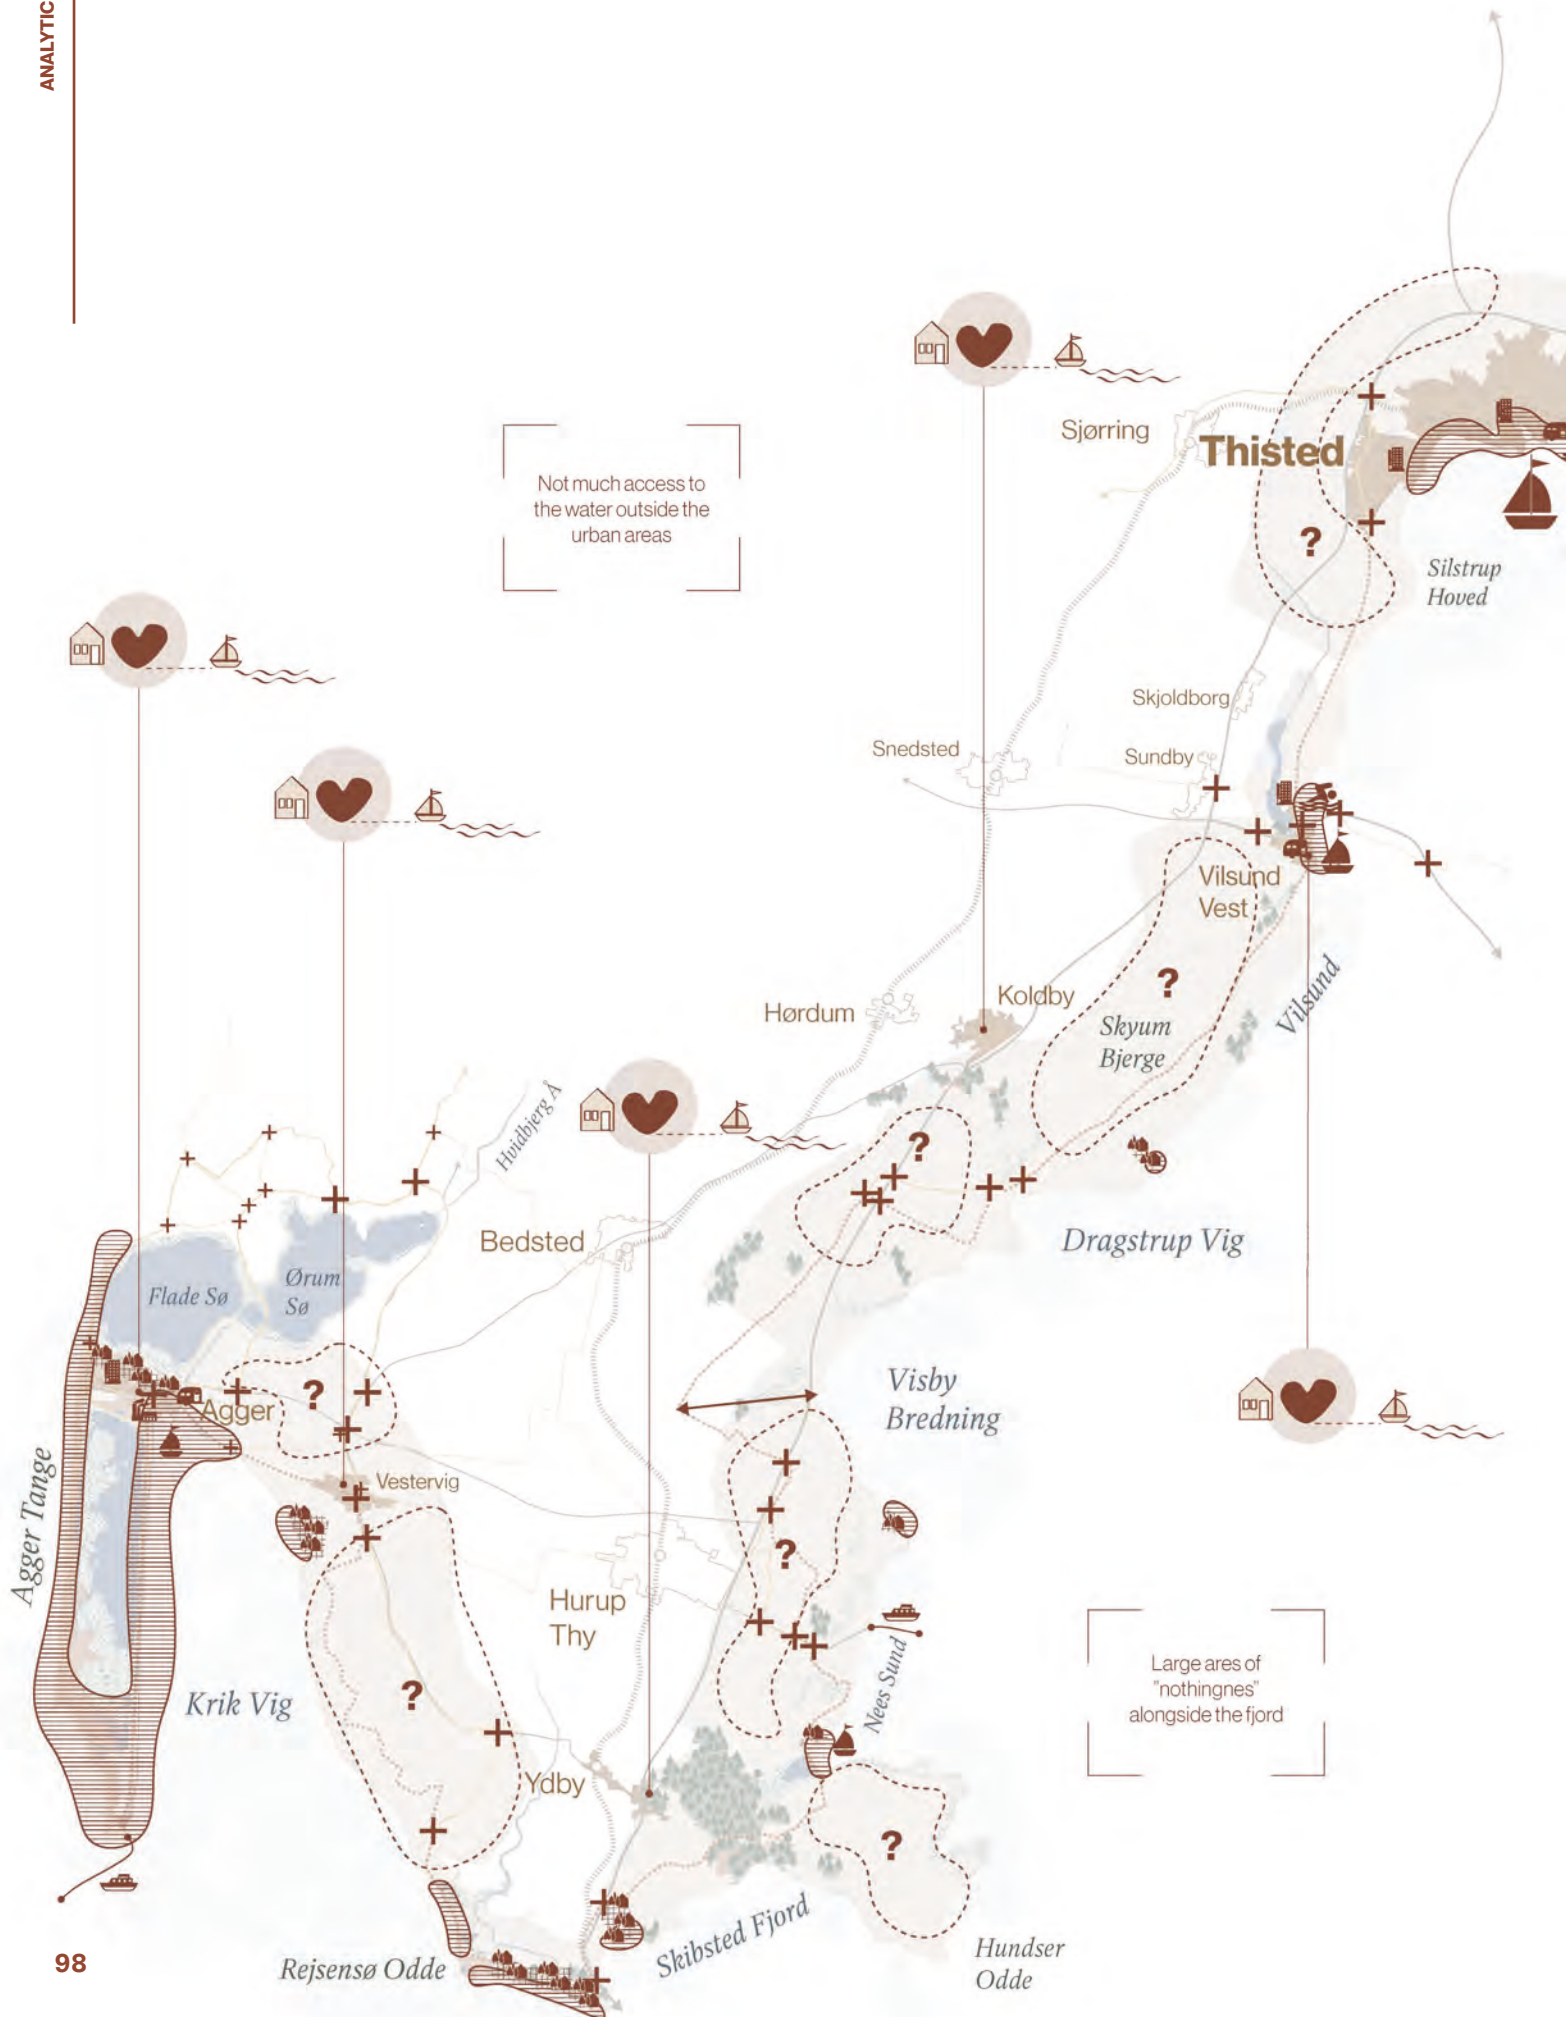 ANALYTIC
Sjørring
Thisted
Not much access to
the water outside the
urban areas
?
Silstrup
Hoved
Skjoldborg
Snedsted
Sundby
Vilsund
Vest
?
Vilsund
Koldby
Hørdum
Skyum
Bjerge
Hvidbjerg Å
?
Bedsted
Dragstrup Vig
Ørum
Sø
Flade Sø
?
Visby
Bredning
Agger
Vestervig
Agger Tange
?
Hurup
Thy
Nees Sund
Large ares of
"nothingnes"
alongside the fjord
Krik Vig
?
Ydby
?
Skibsted Fjord
Hundser
Odde
Rejsensø Odde
98